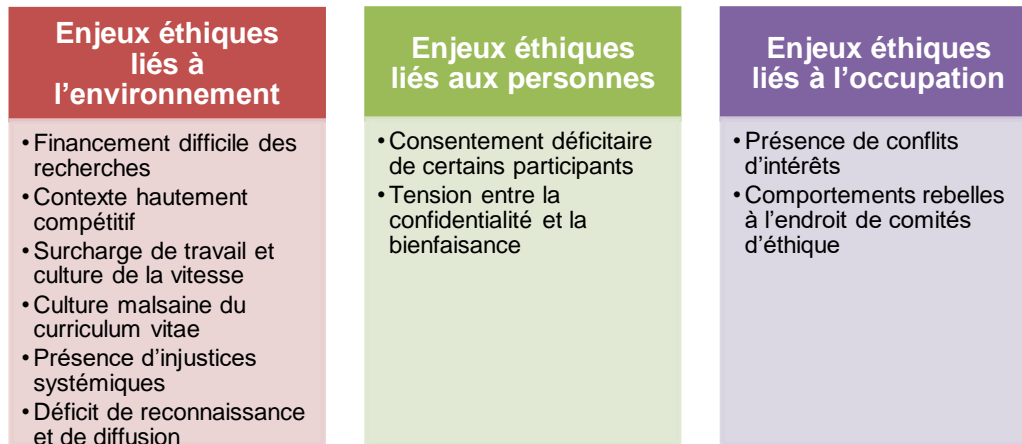 Enjeux éthiques
liés à
l’environnement
• Financement difficile des
recherches
• Contexte hautement
compétitif
• Surcharge de travail et
culture de la vitesse
• Culture malsaine du
curriculum vitae
• Présence d’injustices
systémiques
• Déficit de reconnaissance
et de diffusion
Enjeux éthiques
liés aux personnes
• Consentement déficitaire
de certains participants
• Tension entre la
confidentialité et la
bienfaisance
Enjeux éthiques
liés à l’occupation
• Présence de conflits
d’intérêts
• Comportements rebelles
à l’endroit de comités
d’éthique